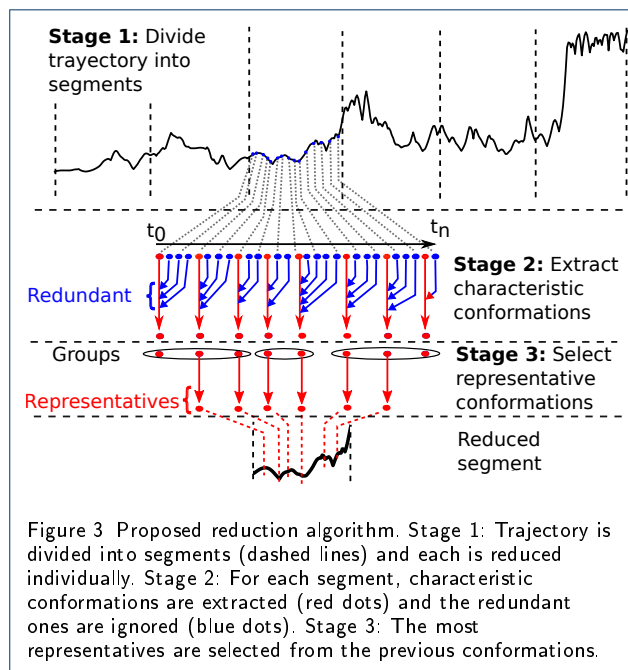 Stage 1: Divide
trayectory into
segments
t0
tn
Redundant
Stage 2: Extract
characteristic
conformations
Groups
Stage 3: Select
representative
conformations
Representatives
Reduced
segment
Figure 3 Proposed reduction algorithm. Stage 1: Trajectory is
divided into segments (dashed lines) and each is reduced
individually. Stage 2: For each segment, characteristic
conformations are extracted (red dots) and the redundant
ones are ignored (blue dots). Stage 3: The most
representatives are selected from the previous conformations.